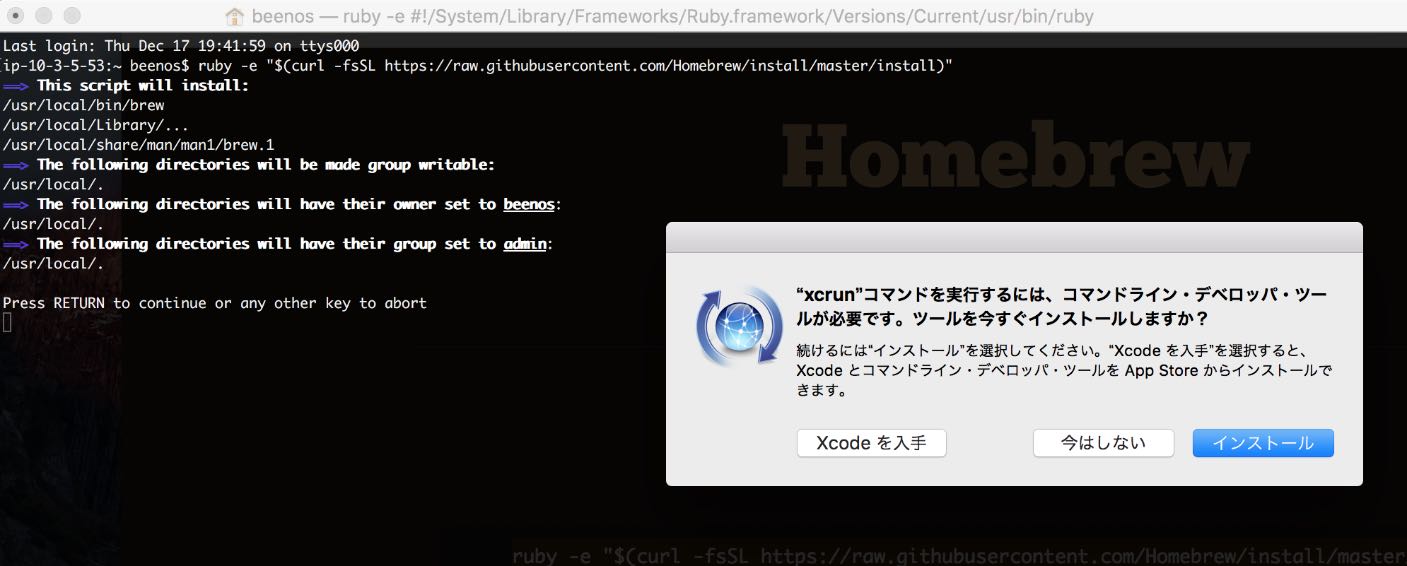 beenos — ruby -e #!/System/Library/Frameworks/Ruby.framework/Versions/Current/usr/bin/ruby
Last login: Thu Dec 17 19:41:59 on ttys000
[ip-10-3-5-53:~ beenos$ ruby -e "$(curl -fsSL https://raw.githubusercontent.com/Homebrew/install/master/install)"
==> This script will install:
/usr/local/bin/brew
/usr/local/Library/...
/usr/local/share/man/man1/brew.1
==> The following directories will be made group writable:
/usr/local/.
==> The following directories will have their owner set to beenos:
/usr/local/.
==> The following directories will have their group set to admin:
/usr/local/.
Press RETURN to continue or any other key to abort
Homebrew
“xcrun”コマンドを実行するには、コマンドライン・デベロッパ・ツー
ルが必要です。ツールを今すぐインストールしますか？
続けるには“インストール”を選択してください。“Xcode を入手”を選択すると、
Xcode とコマンドライン・デベロッパ・ツールを App Store からインストールで
きます。
Xcode を入手
今はしない
インストール
ruby -e "$(curl -fsSL https://raw.githubusercontent.com/Homebrew/install/master